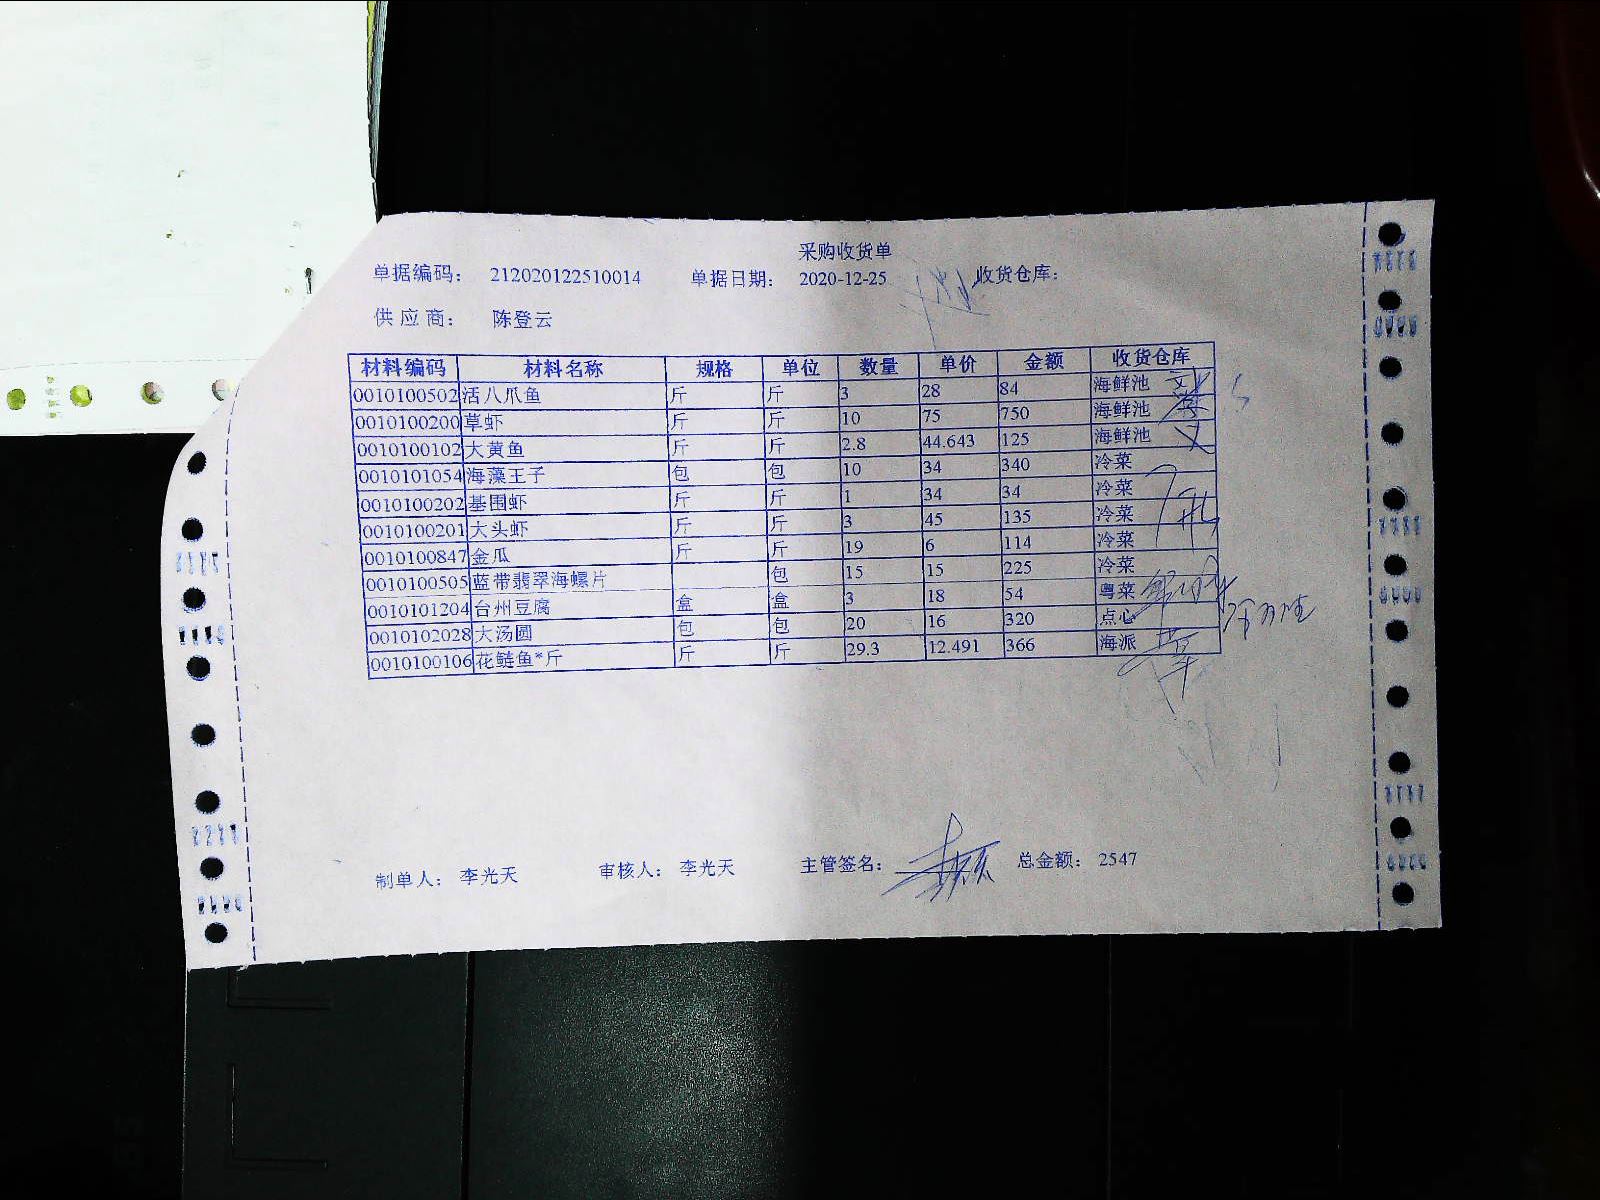 采购收货单
单据编码： 212020122510014 单据日期： 2020-12-25 收货仓库：
供 应 商： 陈登云
材料编码 材料名称 规格 单位 数量 单价 金额 收货仓库
0010100502 活八爪鱼 斤 斤 3 28 84 海鲜池
0010100200 草虾 斤 斤 10 75 750 海鲜池
0010100102 大黄鱼 斤 斤 2.8 44.643 125 海鲜池
0010101054 海藻王子 包 包 10 34 340 冷菜
0010100202 基围虾 斤 斤 1 34 34 冷菜
0010100201 大头虾 斤 斤 3 45 135 冷菜
0010100847 金瓜 斤 斤 19 6 114 冷菜
0010100505 蓝带翡翠海螺片 包 15 15 225 冷菜
0010101204 台州豆腐 盒 盒 3 18 54 粤菜
0010102028 大汤圆 包 包 20 16 320 点心
0010100106 花鲢鱼*斤 斤 斤 29.3 12.491 366 海派
制单人： 李光天 审核人： 李光天 主管签名： 总金额： 2547